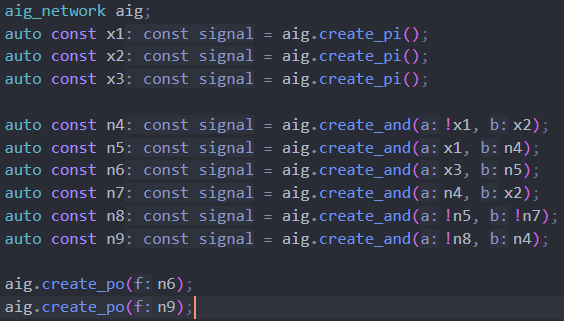 aig_network aig;
auto const x1: const signal = aig.create_pi();
auto const x2: const signal = aig.create_pi();
auto const x3: const signal = aig.create_pi();
auto const n4: const signal = aig.create_and(a: !x1, b: x2);
auto const n5: const signal = aig.create_and(a: x1, b: n4);
auto const n6: const signal = aig.create_and(a: x3, b: n5);
auto const n7: const signal = aig.create_and(a: n4, b: x2);
auto const n8: const signal = aig.create_and(a: !n5, b: !n7);
auto const n9: const signal = aig.create_and(a: !n8, b: n4);
aig.create_po(f: n6);
aig.create_po(f: n9);